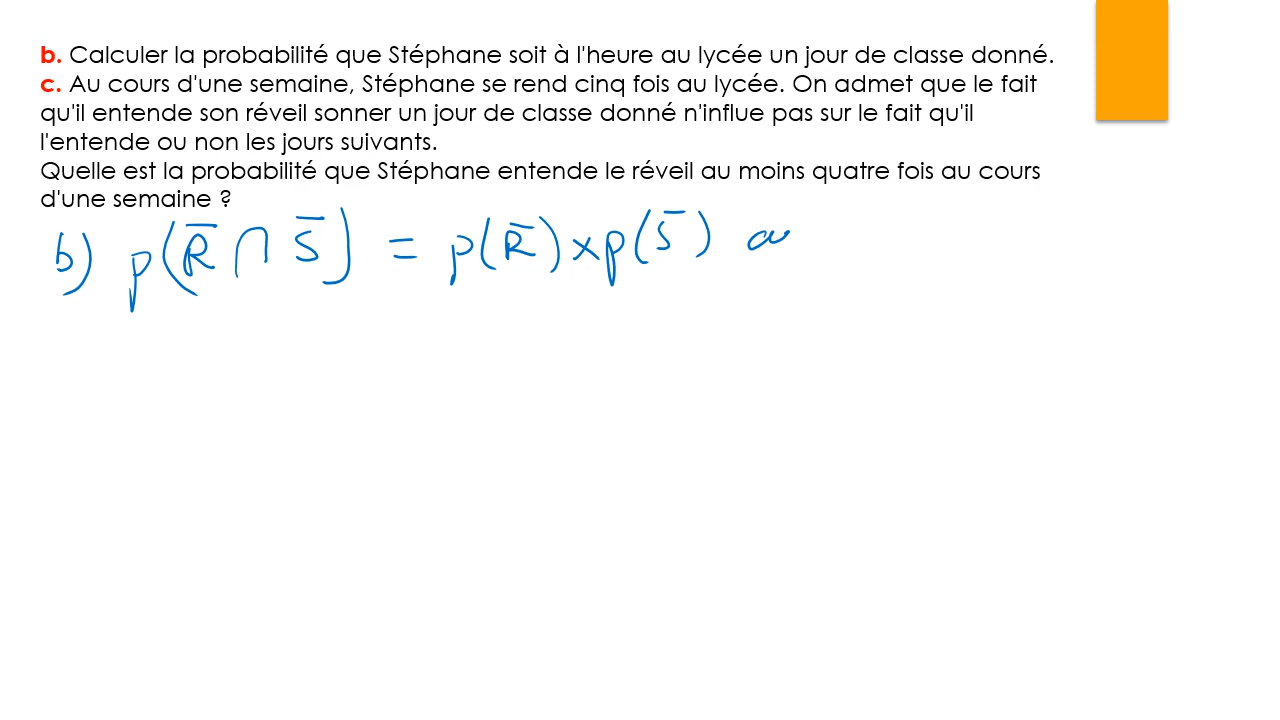 b. Calculer la probabilité que Stéphane soit à l'heure au lycée un jour de classe donné.
c. Au cours d'une semaine, Stéphane se rend cinq fois au lycée. On admet que le fait
qu'il entende son réveil sonner un jour de classe donné n'influe pas sur le fait qu'il
l'entende ou non les jours suivants.
Quelle est la probabilité que Stéphane entende le réveil au moins quatre fois au cours
d'une semaine ?
b) p(R̅ ∩ S̅) = p(R̅) × p(S̅)